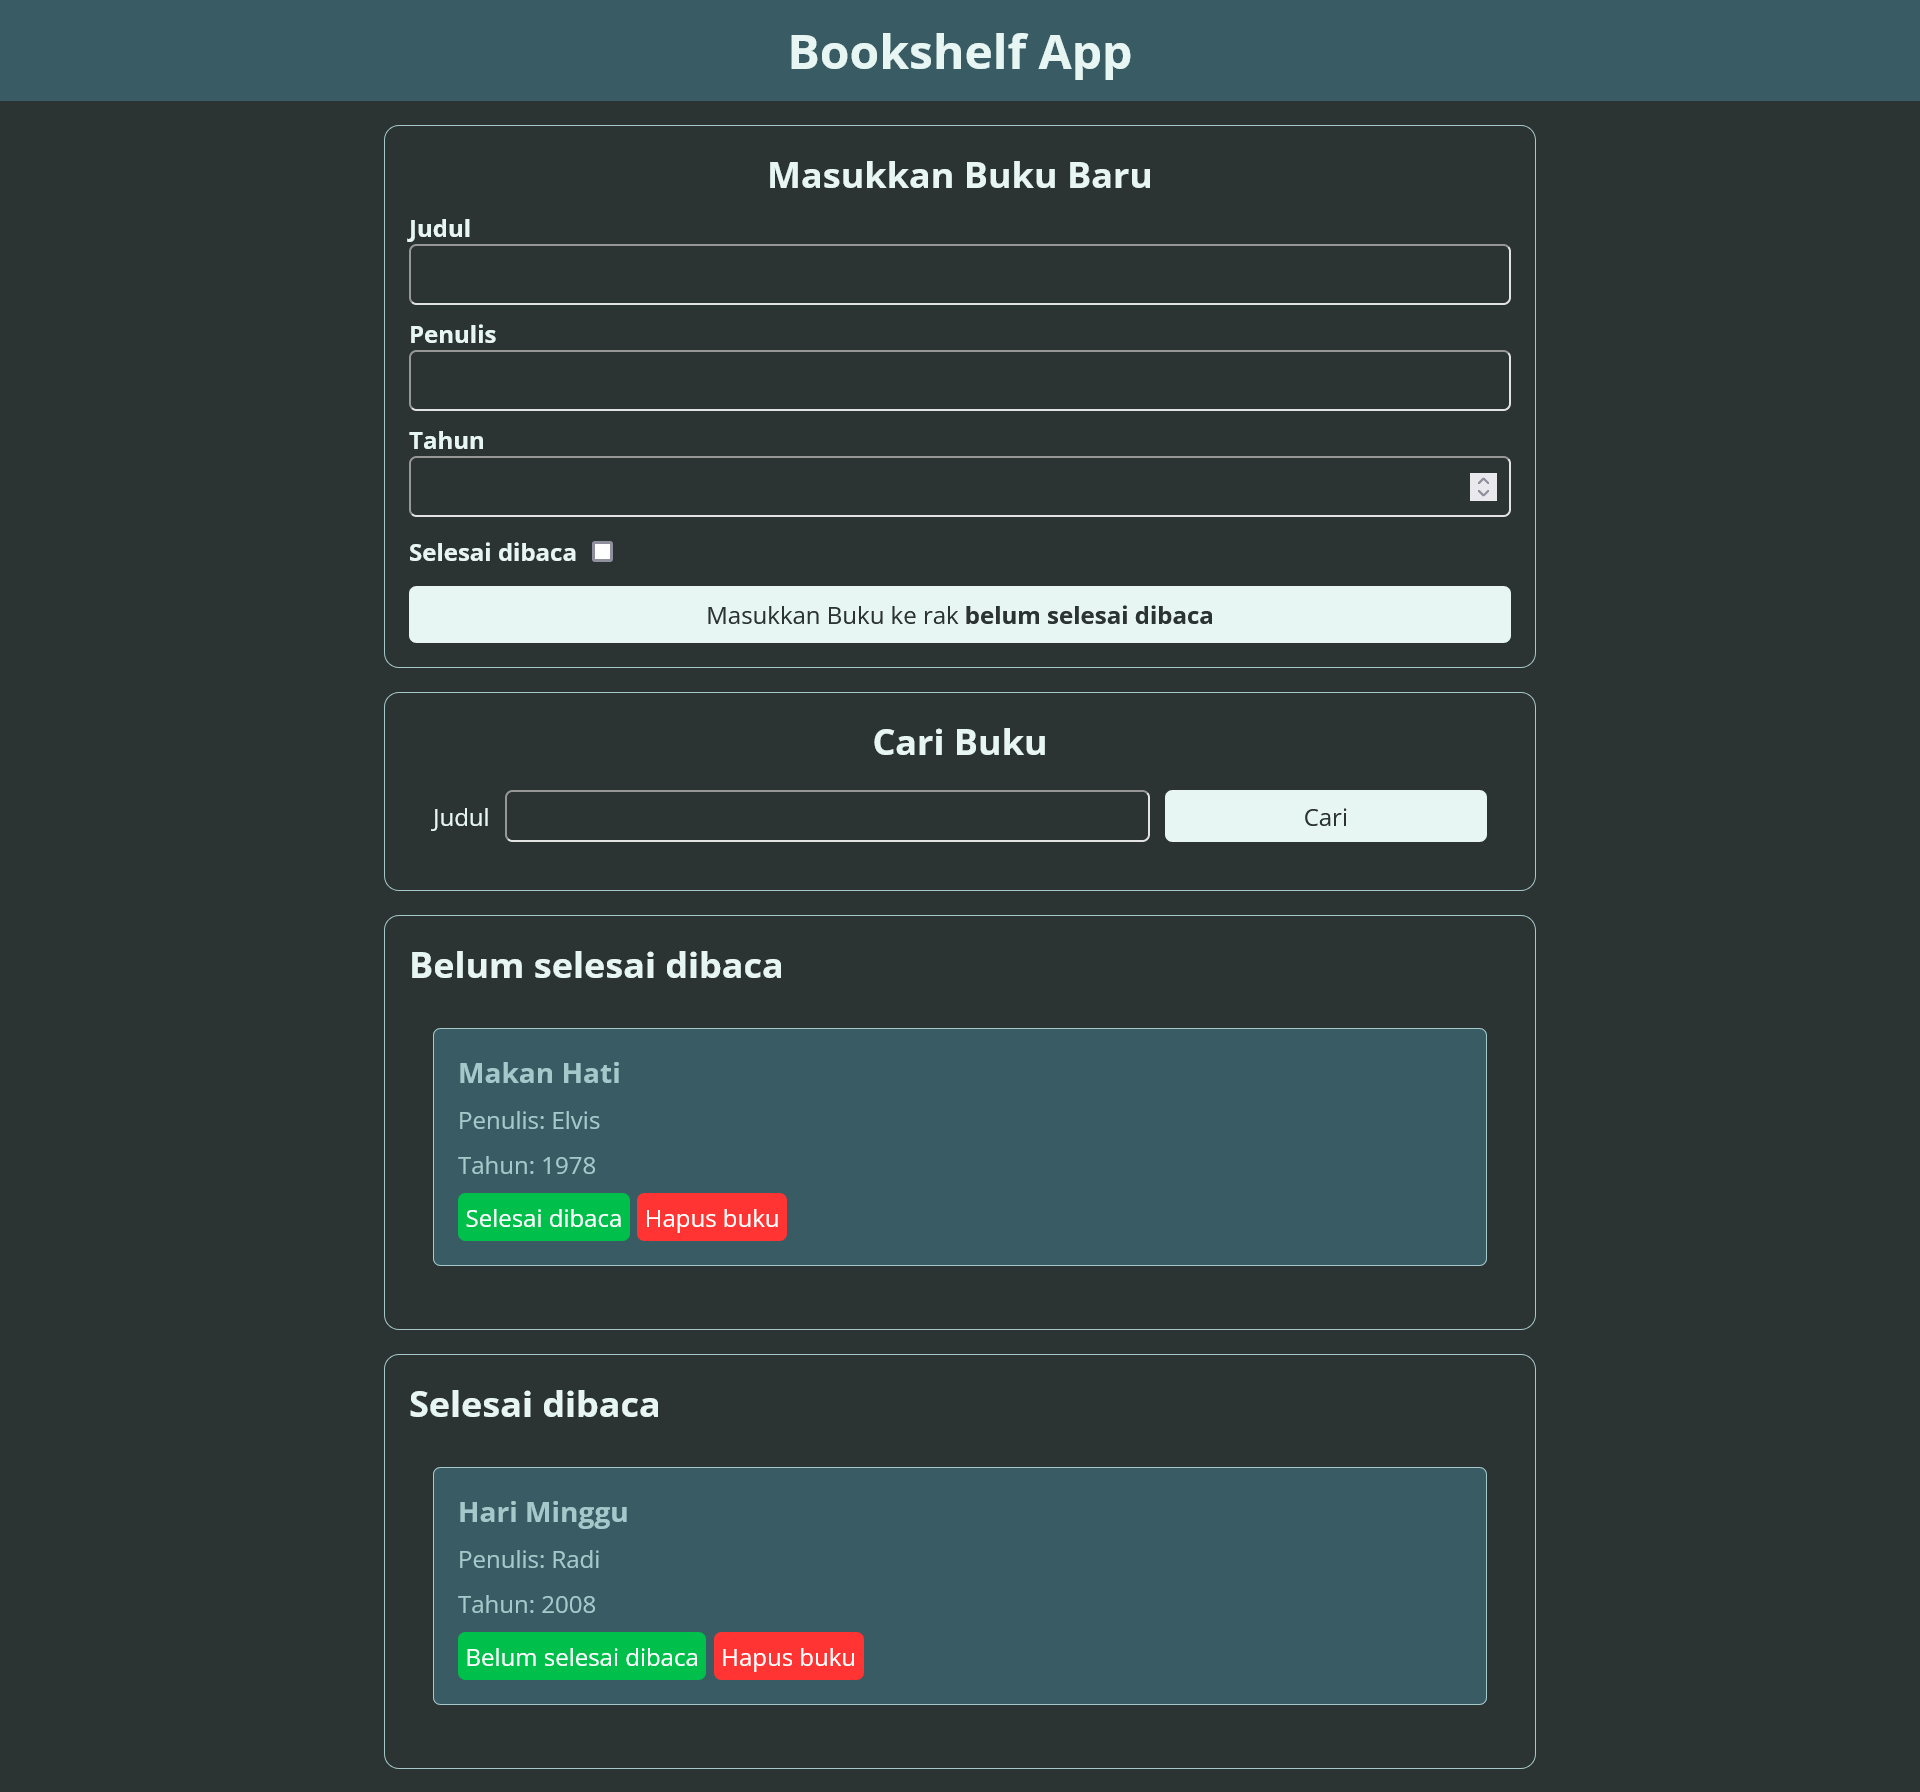 Bookshelf App
Masukkan Buku Baru
Judul
Penulis
Tahun
Selesai dibaca
Masukkan Buku ke rak belum selesai dibaca
Cari Buku
Judul Cari
Belum selesai dibaca
Makan Hati
Penulis: Elvis
Tahun: 1978
Selesai dibaca Hapus buku
Selesai dibaca
Hari Minggu
Penulis: Radi
Tahun: 2008
Belum selesai dibaca Hapus buku